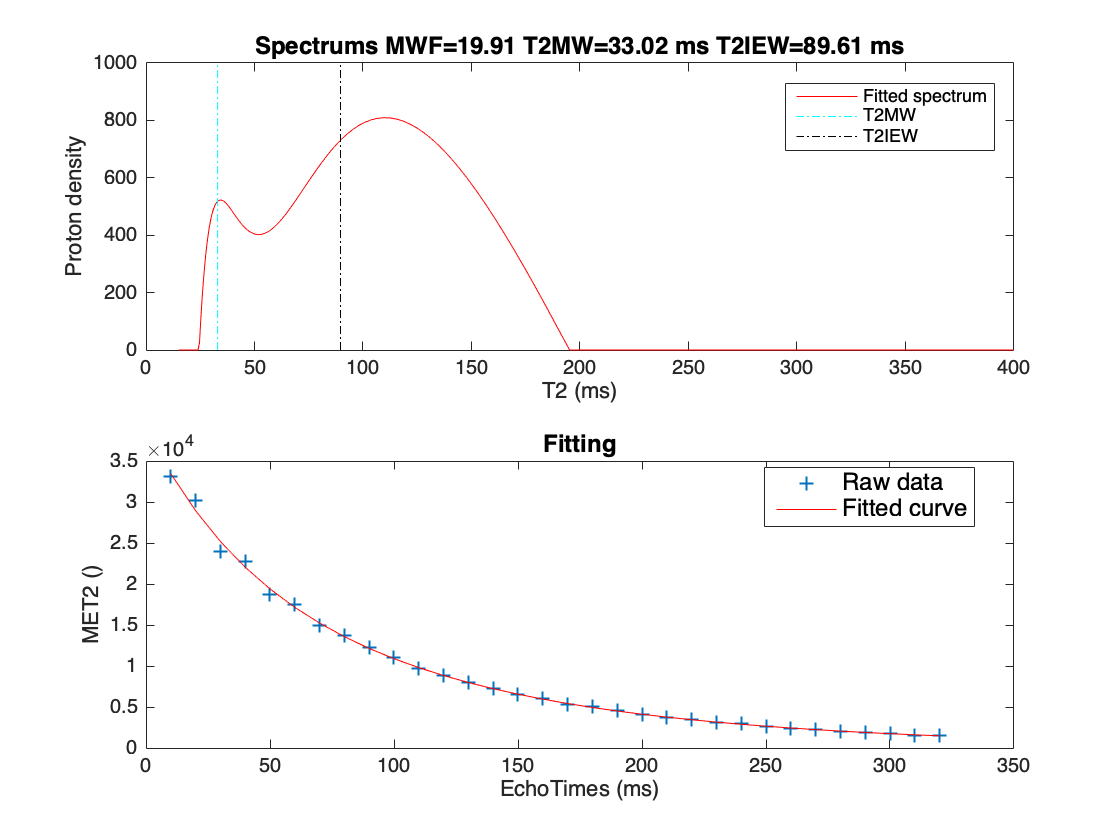 Spectrums MWF=19.91 T2MW=33.02 ms T2IEW=89.61 ms
1000
800
600
400
200
0
Proton density
Fitted spectrum
T2MW
T2IEW
0 50 100 150 200 250 300 350 400
T2 (ms)
Fitting
×10⁴
3.5
3
2.5
2
1.5
1
0.5
0
MET2 ()
Raw data
Fitted curve
0 50 100 150 200 250 300 350
EchoTimes (ms)